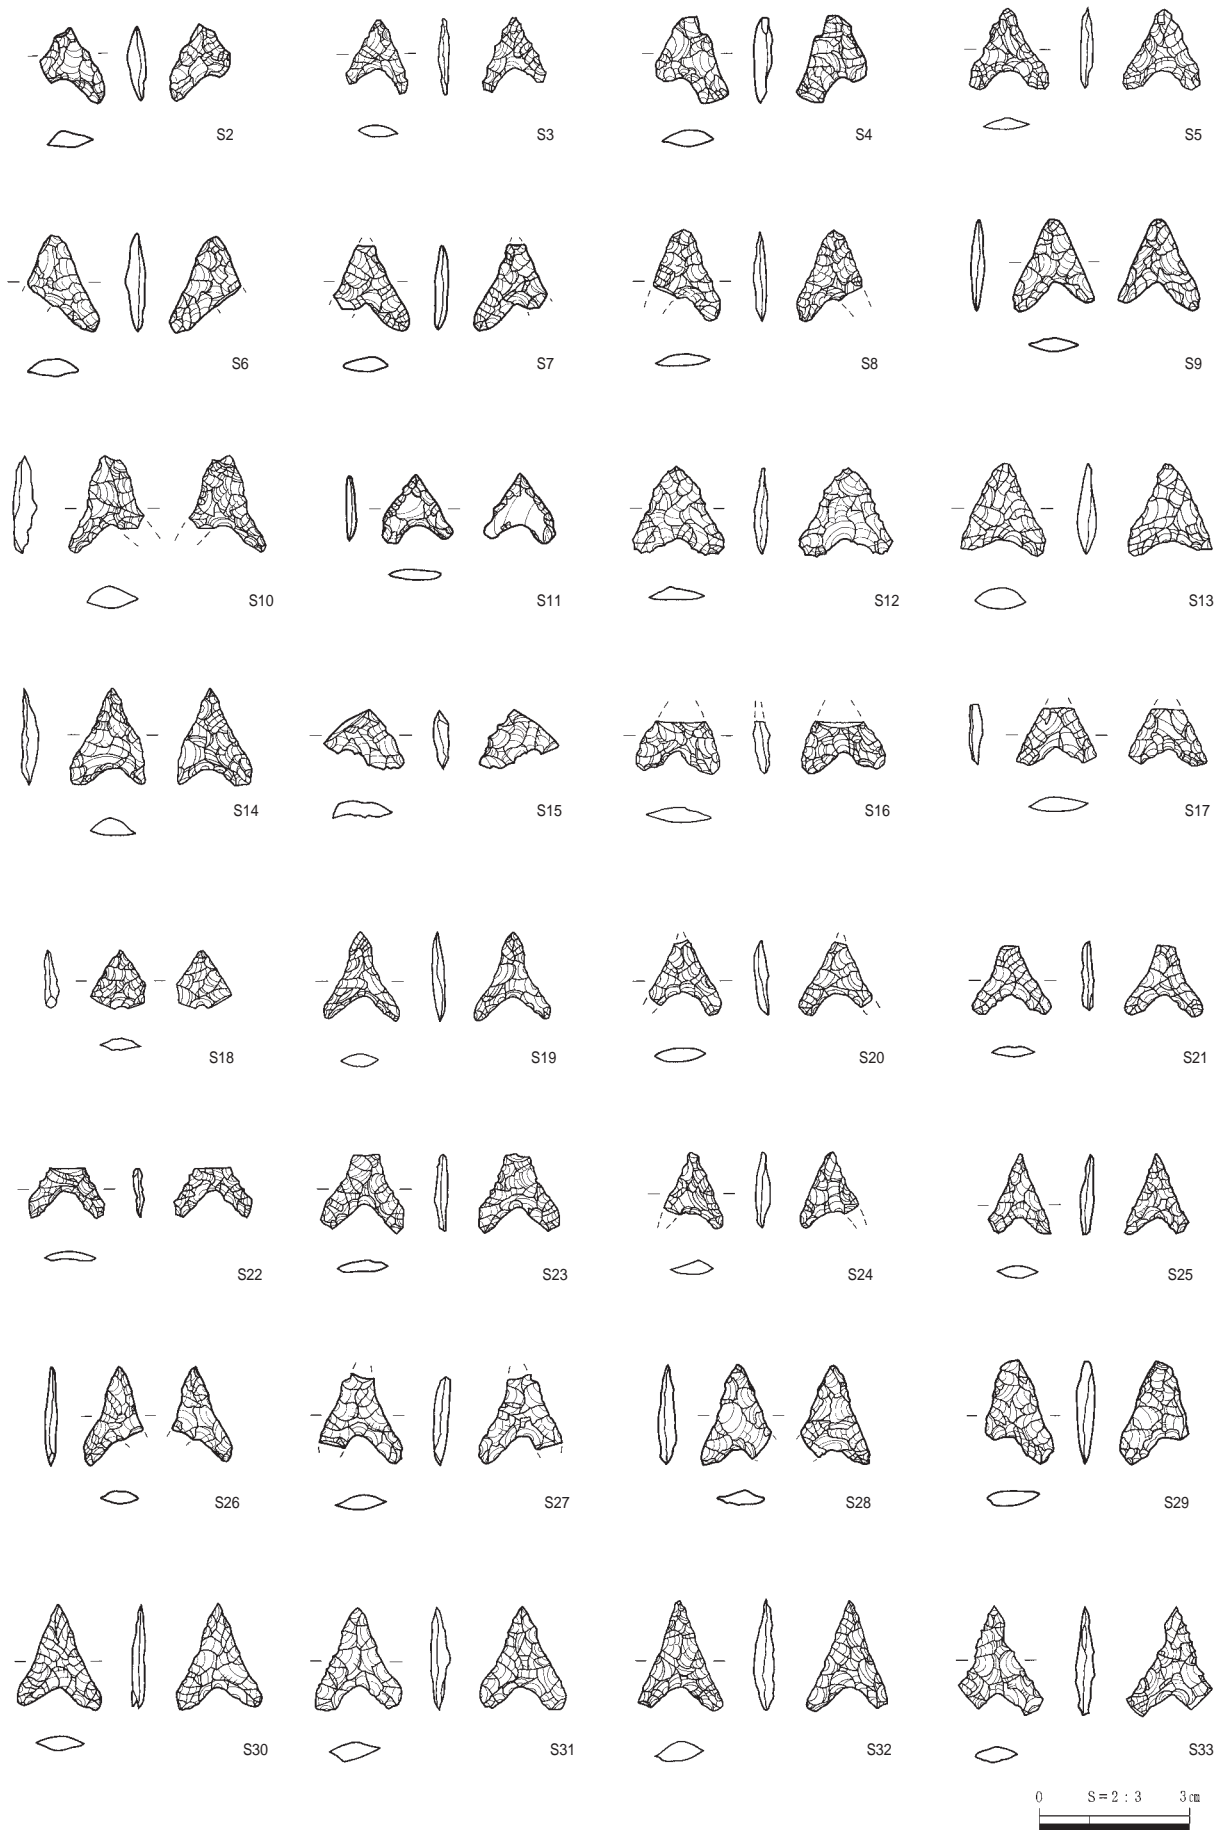 S2 S3 S4 S5
S6 S7 S8 S9
S10 S11 S12 S13
S14 S15 S16 S17
S18 S19 S20 S21
S22 S23 S24 S25
S26 S27 S28 S29
S30 S31 S32 S33
0 S=2:3 3㎝